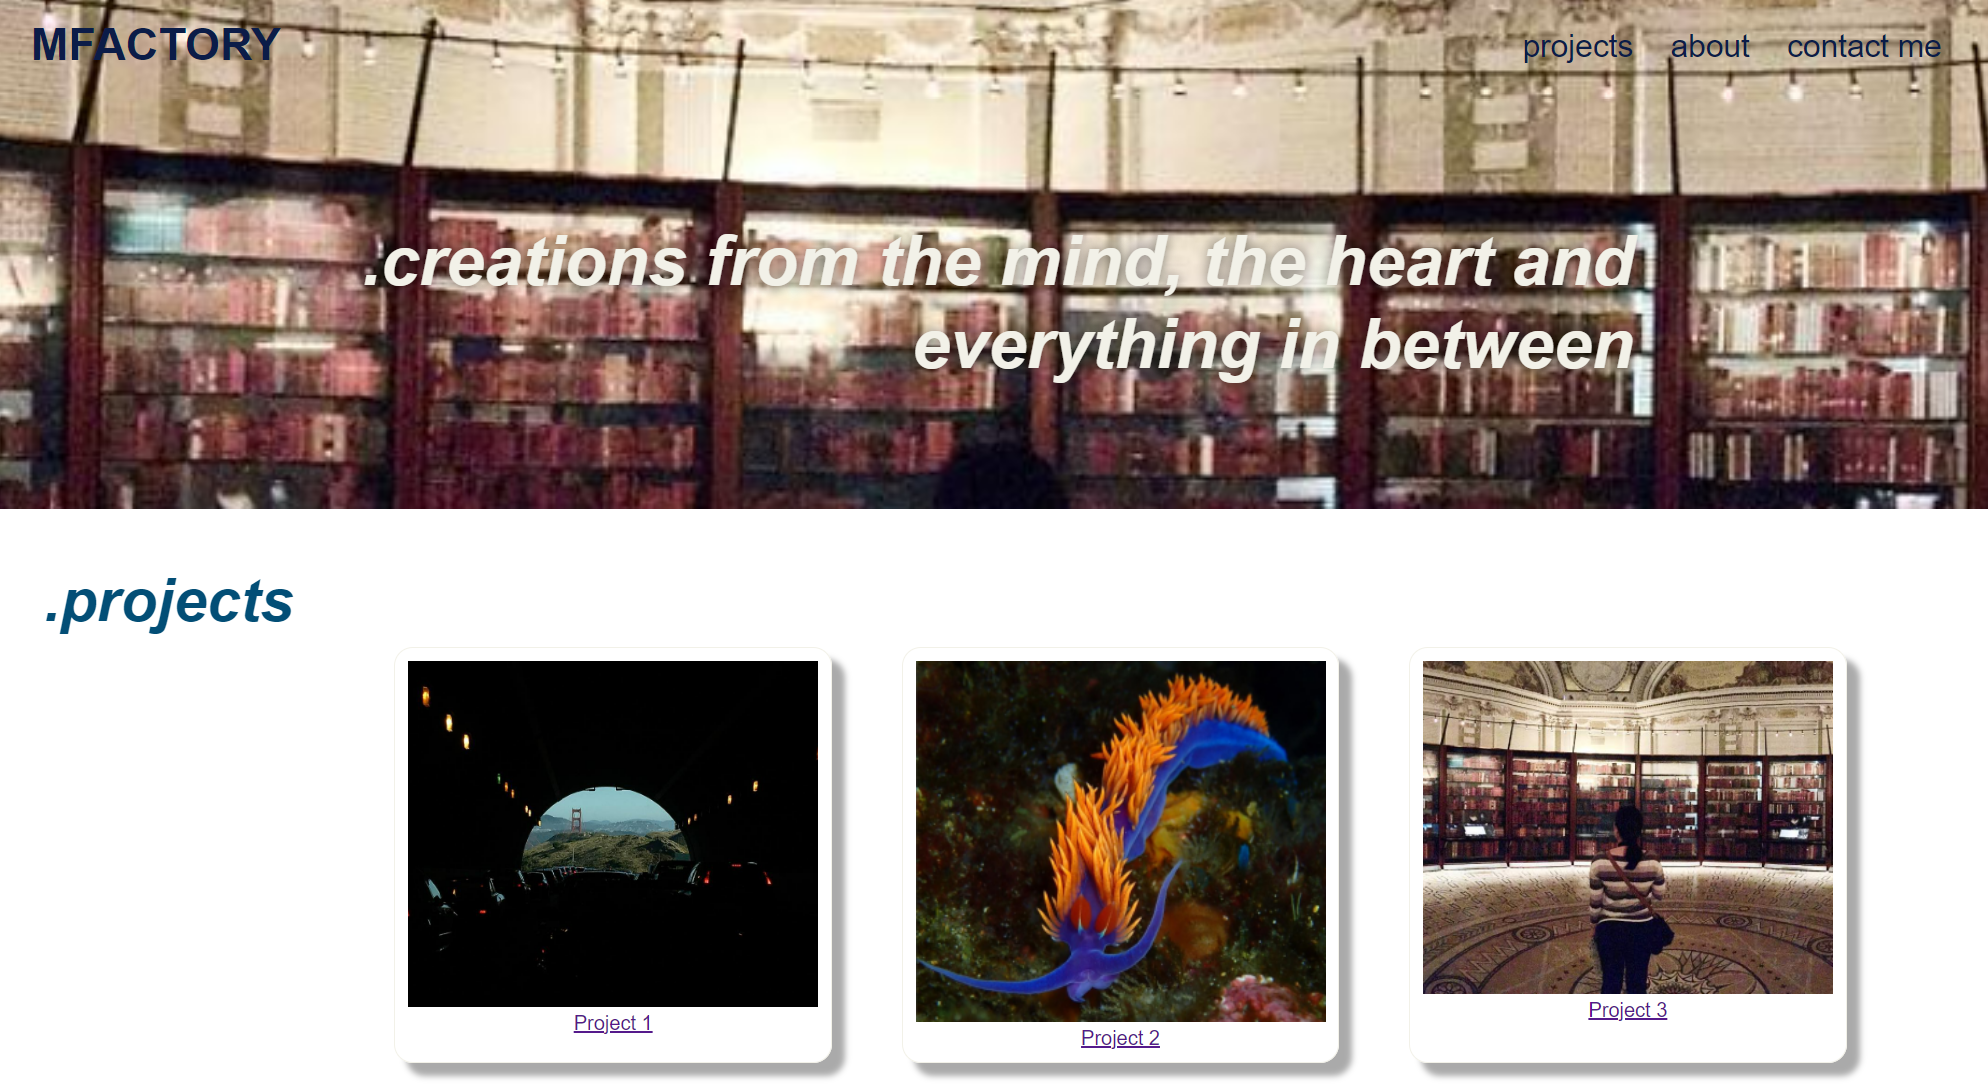 MFACTORY
projects about contact me
.creations from the mind, the heart and
everything in between
.projects
Project 1
Project 2
Project 3